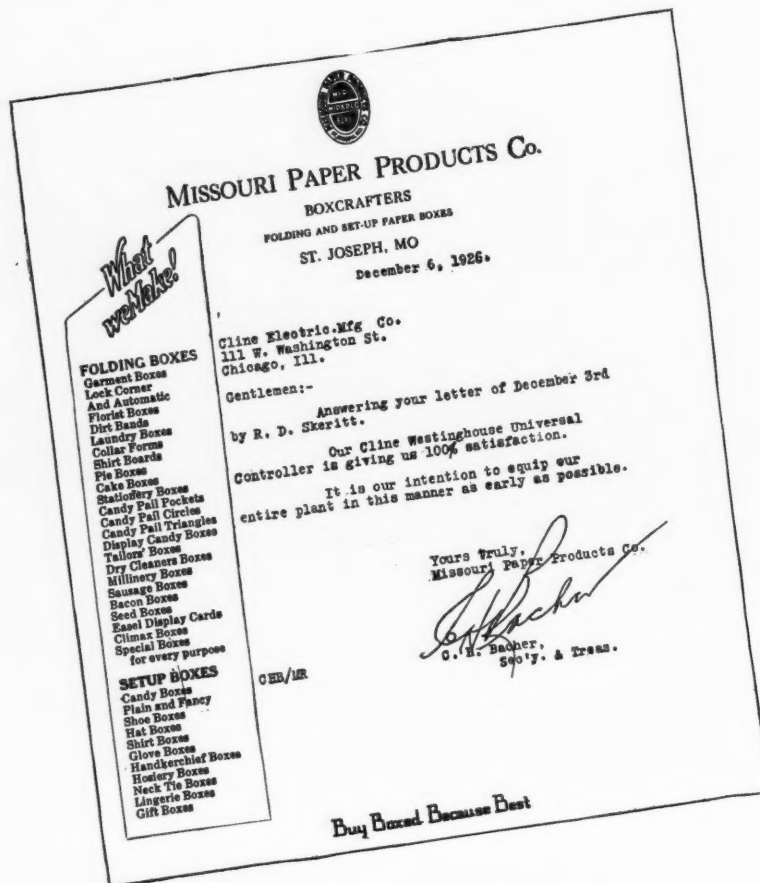 MISSOURI PAPER PRODUCTS CO.
BOXCRAFTERS
FOLDING AND SET-UP PAPER BOXES
ST. JOSEPH, MO
December 6, 1926.
What
we Make!
FOLDING BOXES
Garment Boxes
Lock Corner
And Automatic
Florist Boxes
Dirt Bands
Laundry Boxes
Collar Forms
Shirt Boards
Pie Boxes
Cake Boxes
Stationery Boxes
Candy Pail Pockets
Candy Pail Circles
Candy Pail Triangles
Display Candy Boxes
Tailors' Boxes
Dry Cleaners Boxes
Millinery Boxes
Sausage Boxes
Bacon Boxes
Seed Boxes
Easel Display Cards
Climax Boxes
Special Boxes
for every purpose
SETUP BOXES
Candy Boxes
Plain and Fancy
Shoe Boxes
Hat Boxes
Shirt Boxes
Glove Boxes
Handkerchief Boxes
Hosiery Boxes
Neck Tie Boxes
Lingerie Boxes
Gift Boxes
Cline Electric.Mfg Co.
111 W. Washington St.
Chicago, Ill.
Gentlemen:-
Answering your letter of December 3rd
by R. D. Skeritt.
Our Cline Westinghouse Universal
Controller is giving us 100% satisfaction.
It is our intention to equip our
entire plant in this manner as early as possible.
Yours truly,
Missouri Paper Products Co.
C. H. Bacher
C. H. Bacher,
Sec'y. & Treas.
Buy Boxed Because Best